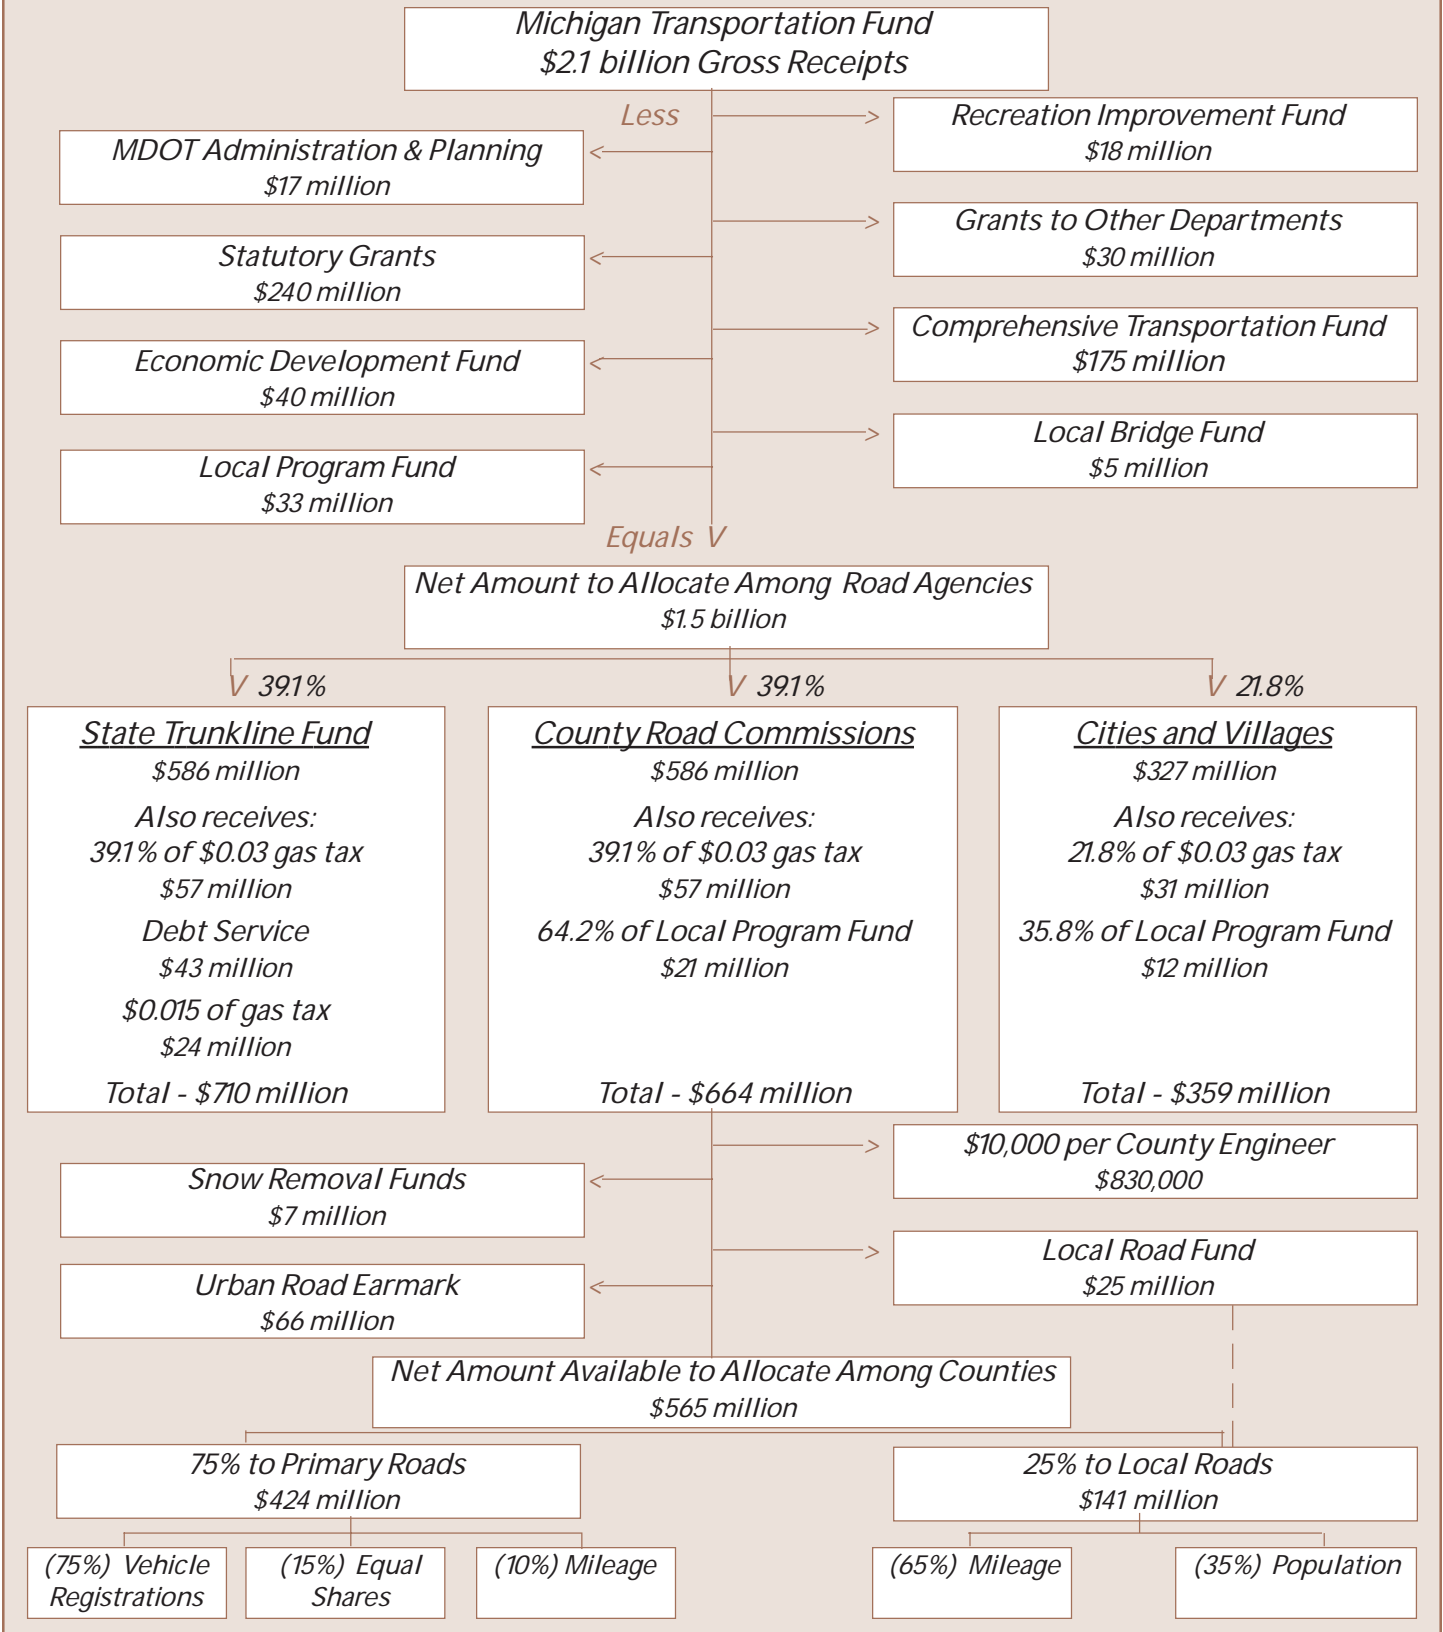 Michigan Transportation Fund
$2.1 billion Gross Receipts
Less
Recreation Improvement Fund
$18 million
MDOT Administration & Planning
$17 million
Grants to Other Departments
$30 million
Statutory Grants
$240 million
Comprehensive Transportation Fund
$175 million
Economic Development Fund
$40 million
Local Bridge Fund
$5 million
Local Program Fund
$33 million
Equals
Net Amount to Allocate Among Road Agencies
$1.5 billion
39.1%
39.1%
21.8%
State Trunkline Fund
$586 million
Also receives:
39.1% of $0.03 gas tax
$57 million
Debt Service
$43 million
$0.015 of gas tax
$24 million
Total - $710 million
County Road Commissions
$586 million
Also receives:
39.1% of $0.03 gas tax
$57 million
64.2% of Local Program Fund
$21 million
Total - $664 million
Cities and Villages
$327 million
Also receives:
21.8% of $0.03 gas tax
$31 million
35.8% of Local Program Fund
$12 million
Total - $359 million
$10,000 per County Engineer
$830,000
Snow Removal Funds
$7 million
Local Road Fund
$25 million
Urban Road Earmark
$66 million
Net Amount Available to Allocate Among Counties
$565 million
75% to Primary Roads
$424 million
25% to Local Roads
$141 million
(75%) Vehicle
Registrations
(15%) Equal
Shares
(10%) Mileage
(65%) Mileage
(35%) Population